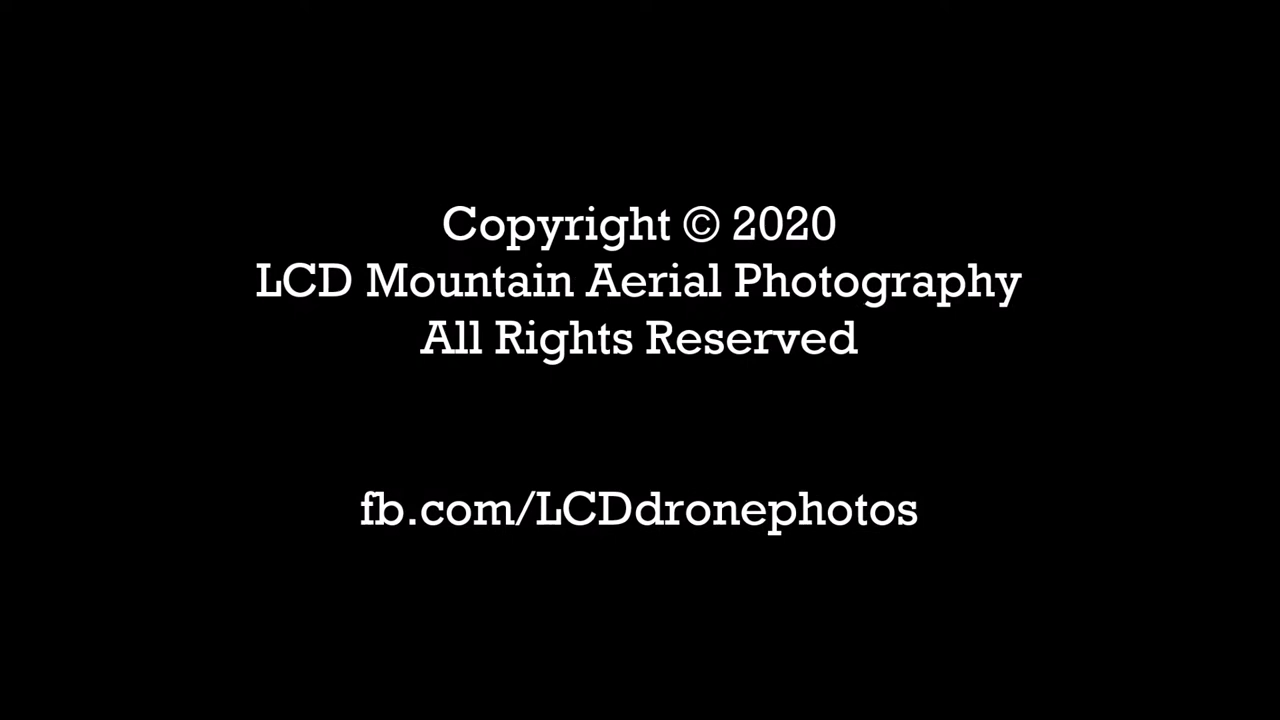 Copyright © 2020
LCD Mountain Aerial Photography
All Rights Reserved
fb.com/LCDdronephotos